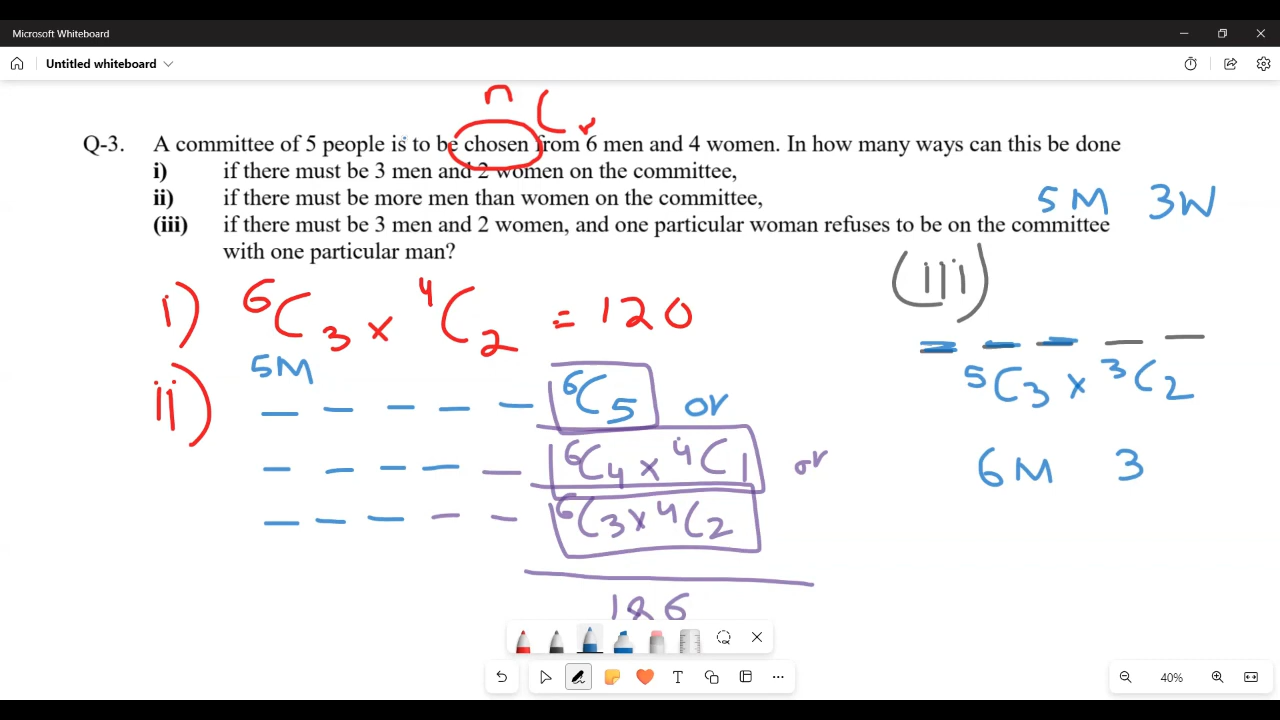 Microsoft Whiteboard
Untitled whiteboard
n C r
Q-3. A committee of 5 people is to be chosen from 6 men and 4 women. In how many ways can this be done
i) if there must be 3 men and 2 women on the committee,
ii) if there must be more men than women on the committee,
(iii) if there must be 3 men and 2 women, and one particular woman refuses to be on the committee
with one particular man?
5M 3W
(iii)
i) ⁶C₃ × ⁴C₂ = 120
5M
ii) ⁶C₅ or
⁵C₃ × ³C₂
⁶C₄ × ⁴C₁ or
6M 3
⁶C₃ × ⁴C₂
186
T
40%